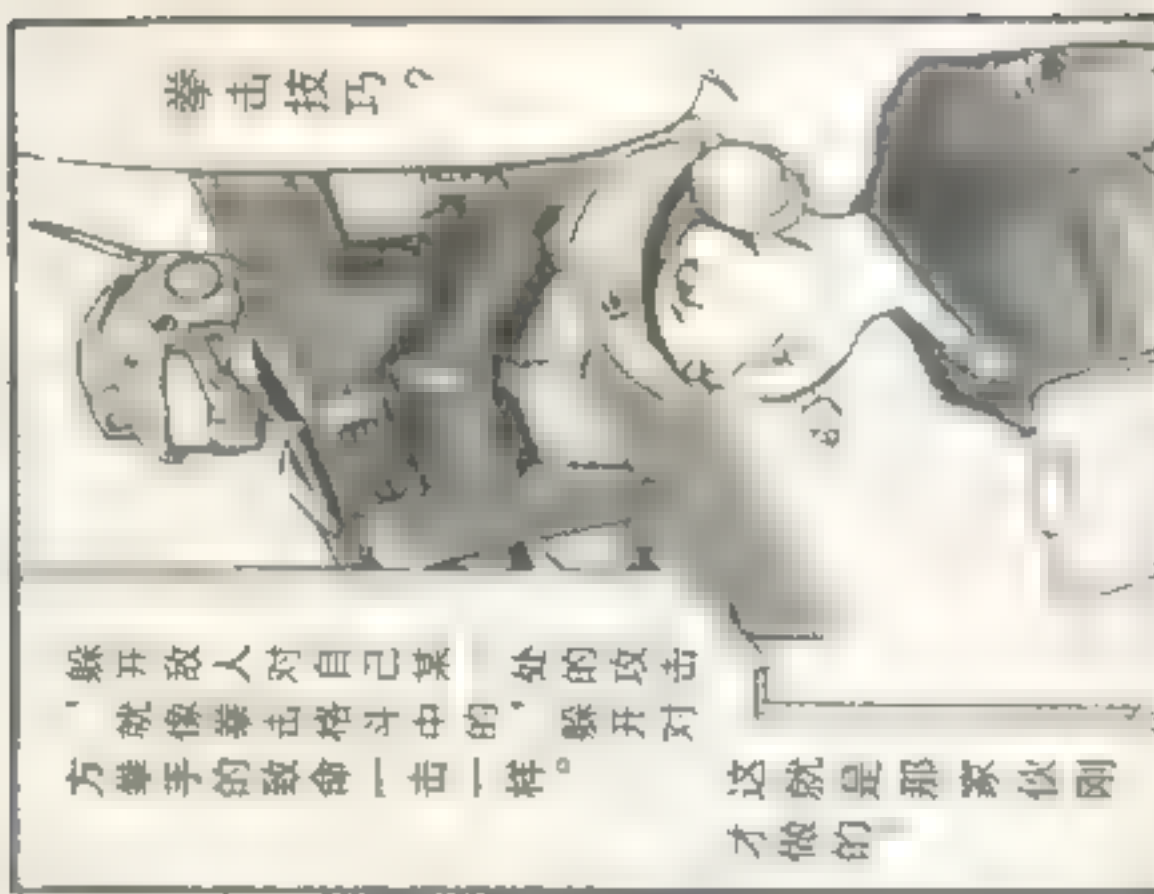 拳击技巧？
躲开敌人对自己某 处的攻击
，就像拳击格斗中的，躲开对
方拳手的致命一击一样。
这就是那家伙刚
才做的